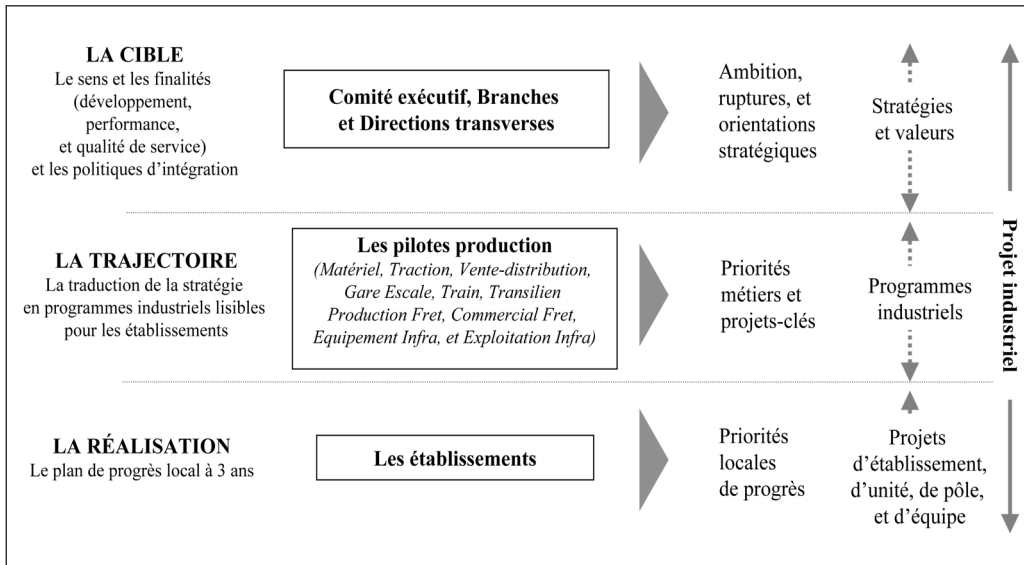 LA CIBLE
Le sens et les finalités
(développement,
performance,
et qualité de service)
et les politiques d'intégration
Comité exécutif, Branches
et Directions transverses
Ambition,
ruptures, et
orientations
stratégiques
Stratégies
et valeurs
LA TRAJECTOIRE
La traduction de la stratégie
en programmes industriels lisibles
pour les établissements
Les pilotes production
(Matériel, Traction, Vente-distribution,
Gare Escale, Train, Transilien
Production Fret, Commercial Fret,
Equipement Infra, et Exploitation Infra)
Priorités
métiers et
projets-clés
Programmes
industriels
LA RÉALISATION
Le plan de progrès local à 3 ans
Les établissements
Priorités
locales
de progrès
Projets
d'établissement,
d'unité, de pôle,
et d'équipe
Projet industriel